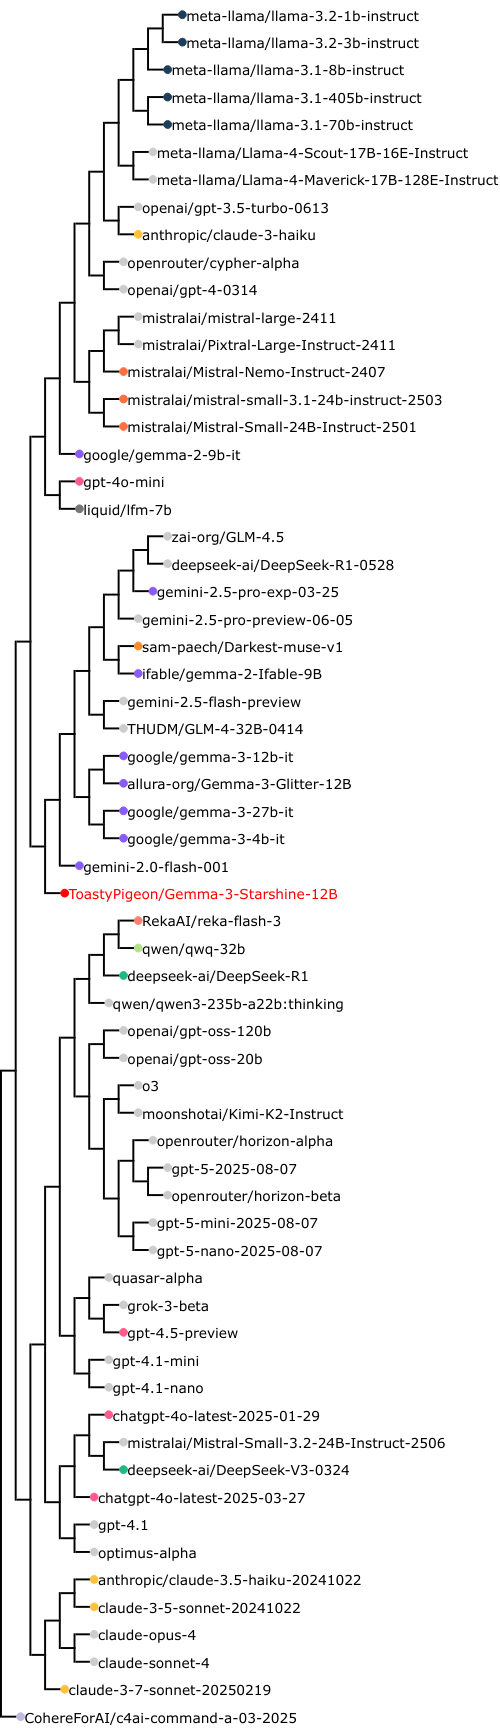 meta-llama/llama-3.2-1b-instruct
meta-llama/llama-3.2-3b-instruct
meta-llama/llama-3.1-8b-instruct
meta-llama/llama-3.1-405b-instruct
meta-llama/llama-3.1-70b-instruct
meta-llama/Llama-4-Scout-17B-16E-Instruct
meta-llama/Llama-4-Maverick-17B-128E-Instruct
openai/gpt-3.5-turbo-0613
anthropic/claude-3-haiku
openrouter/cypher-alpha
openai/gpt-4-0314
mistralai/mistral-large-2411
mistralai/Pixtral-Large-Instruct-2411
mistralai/Mistral-Nemo-Instruct-2407
mistralai/mistral-small-3.1-24b-instruct-2503
mistralai/Mistral-Small-24B-Instruct-2501
google/gemma-2-9b-it
gpt-4o-mini
liquid/lfm-7b
zai-org/GLM-4.5
deepseek-ai/DeepSeek-R1-0528
gemini-2.5-pro-exp-03-25
gemini-2.5-pro-preview-06-05
sam-paech/Darkest-muse-v1
ifable/gemma-2-Ifable-9B
gemini-2.5-flash-preview
THUDM/GLM-4-32B-0414
google/gemma-3-12b-it
allura-org/Gemma-3-Glitter-12B
google/gemma-3-27b-it
google/gemma-3-4b-it
gemini-2.0-flash-001
ToastyPigeon/Gemma-3-Starshine-12B
RekaAI/reka-flash-3
qwen/qwq-32b
deepseek-ai/DeepSeek-R1
qwen/qwen3-235b-a22b:thinking
openai/gpt-oss-120b
openai/gpt-oss-20b
o3
moonshotai/Kimi-K2-Instruct
openrouter/horizon-alpha
gpt-5-2025-08-07
openrouter/horizon-beta
gpt-5-mini-2025-08-07
gpt-5-nano-2025-08-07
quasar-alpha
grok-3-beta
gpt-4.5-preview
gpt-4.1-mini
gpt-4.1-nano
chatgpt-4o-latest-2025-01-29
mistralai/Mistral-Small-3.2-24B-Instruct-2506
deepseek-ai/DeepSeek-V3-0324
chatgpt-4o-latest-2025-03-27
gpt-4.1
optimus-alpha
anthropic/claude-3.5-haiku-20241022
claude-3-5-sonnet-20241022
claude-opus-4
claude-sonnet-4
claude-3-7-sonnet-20250219
CohereForAI/c4ai-command-a-03-2025